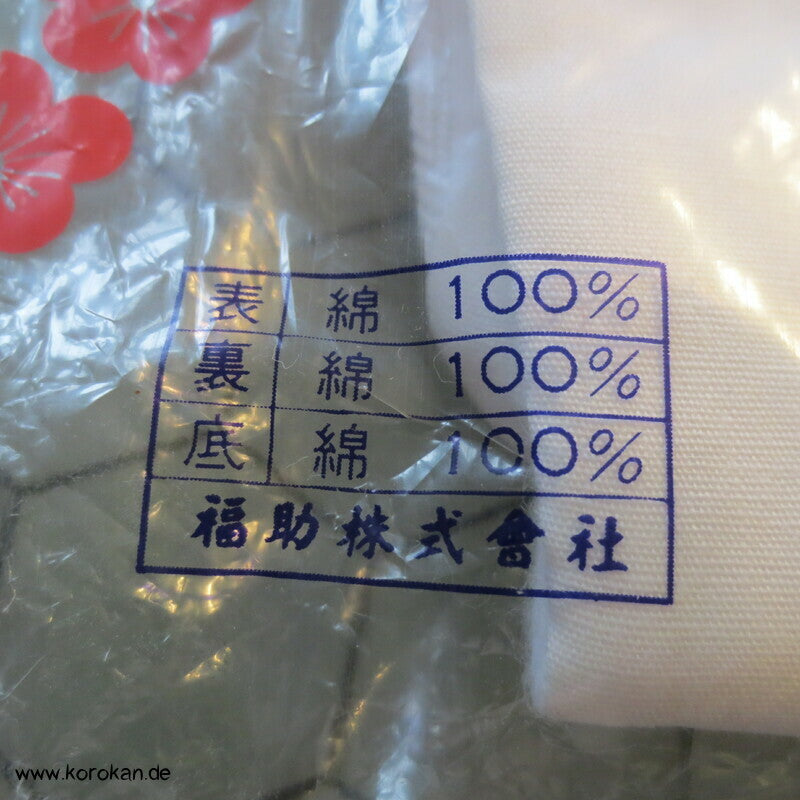 表 綿 100%
裏 綿 100%
底 綿 100%
福助株式會社
www.korokan.de